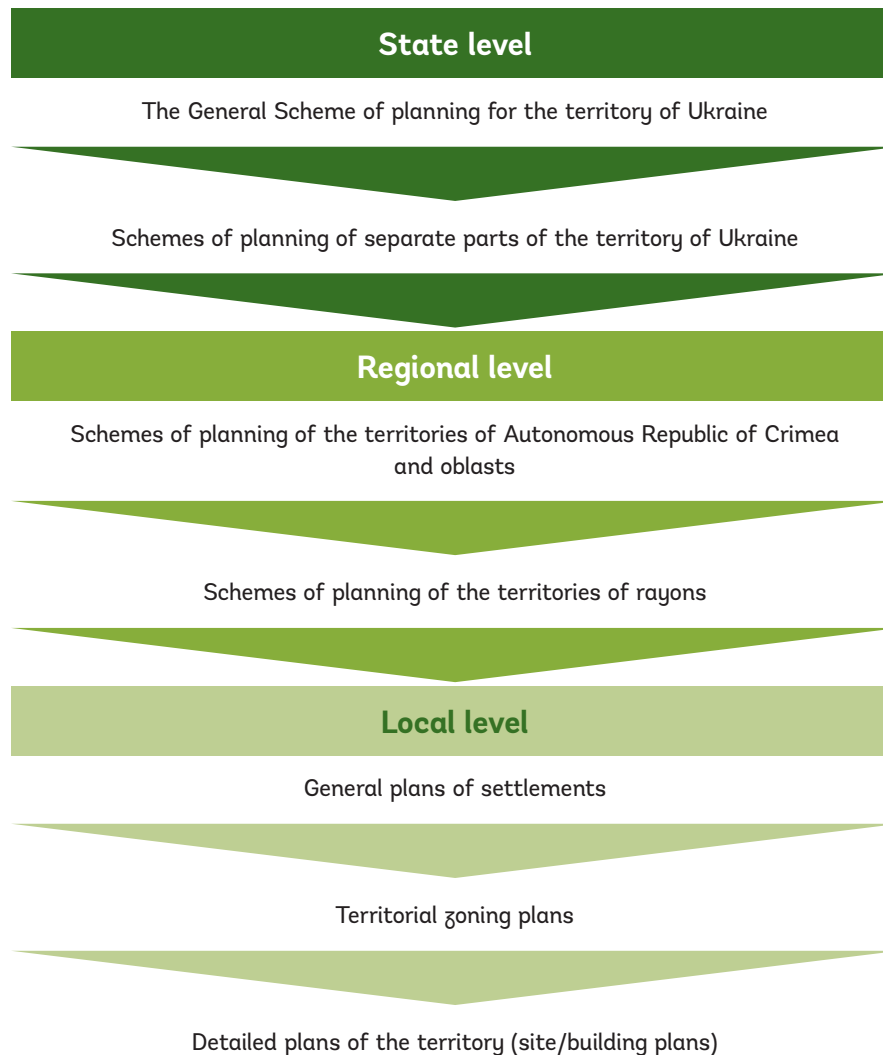 State level
The General Scheme of planning for the territory of Ukraine
Schemes of planning of separate parts of the territory of Ukraine
Regional level
Schemes of planning of the territories of Autonomous Republic of Crimea
and oblasts
Schemes of planning of the territories of rayons
Local level
General plans of settlements
Territorial zoning plans
Detailed plans of the territory (site/building plans)